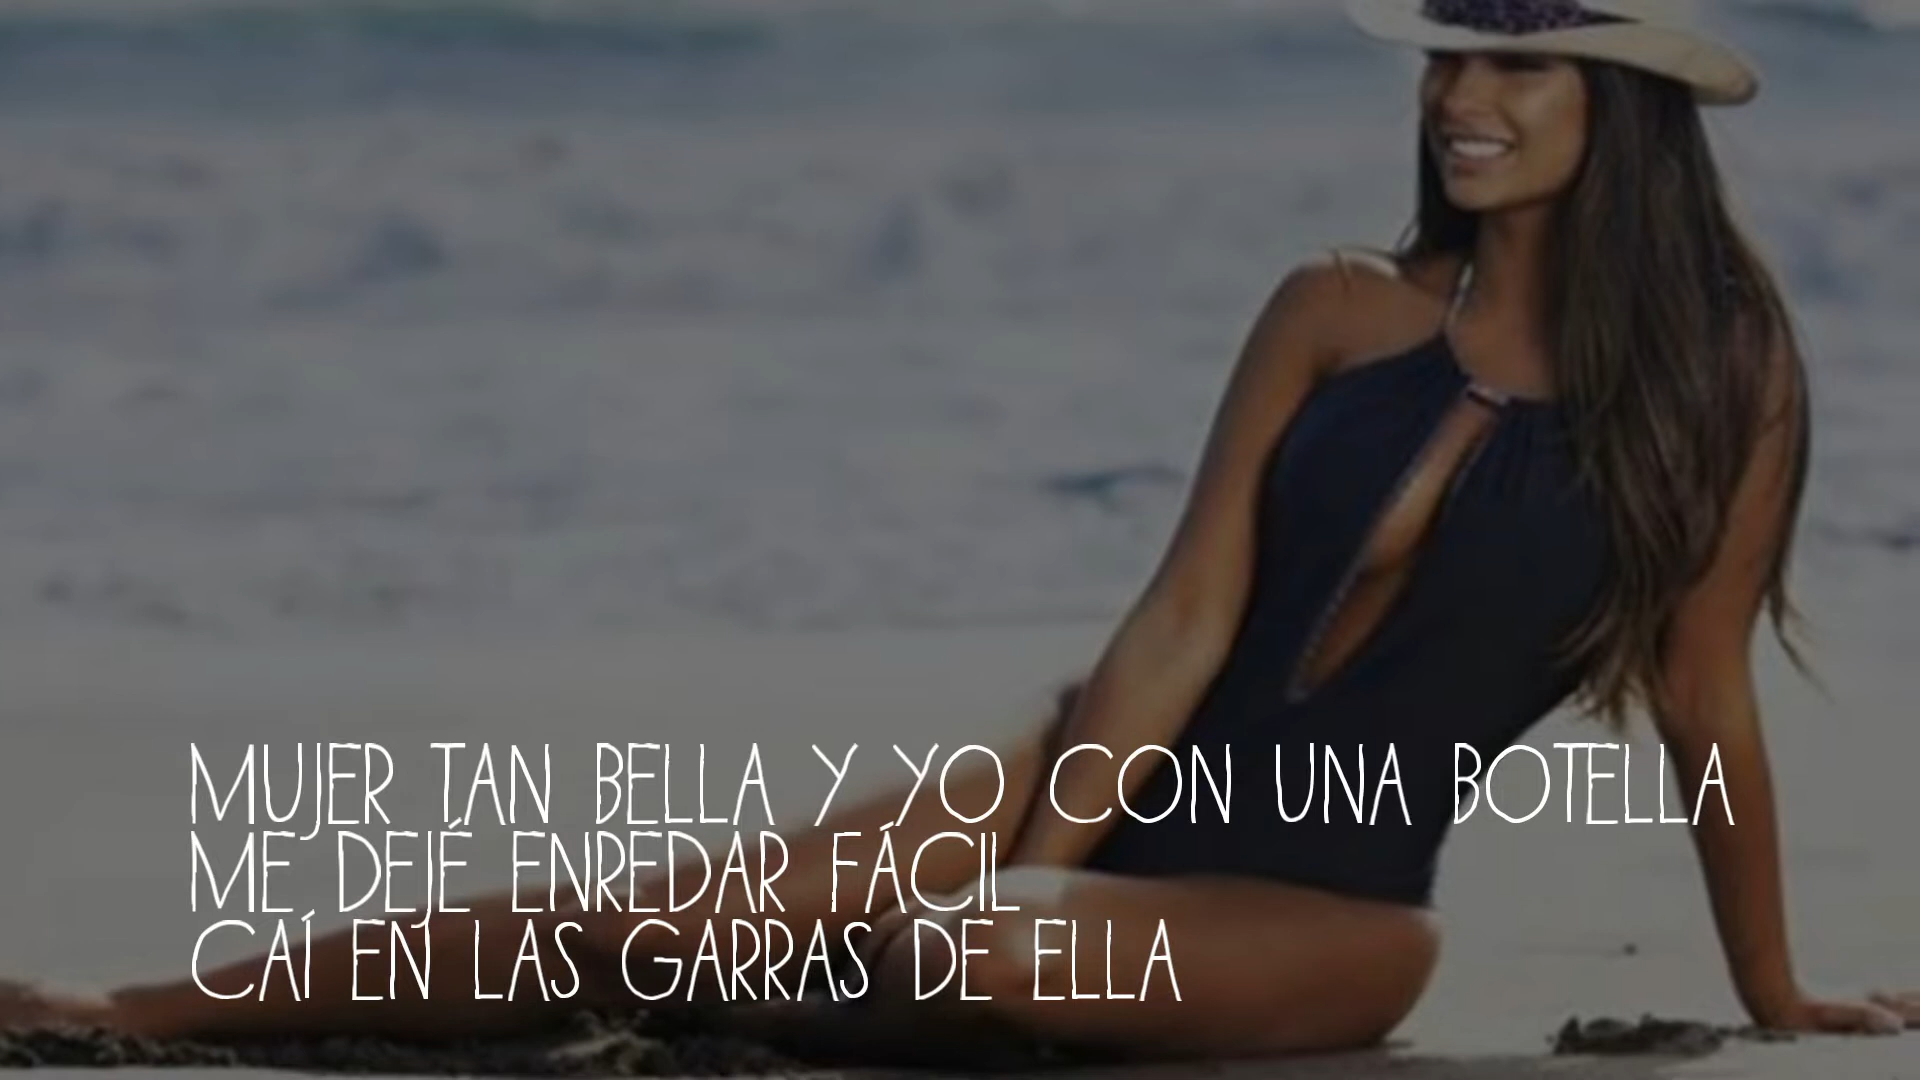 MUJER TAN BELLA Y YO CON UNA BOTELLA
ME DEJÉ ENREDAR FÁCIL
CAÍ EN LAS GARRAS DE ELLA